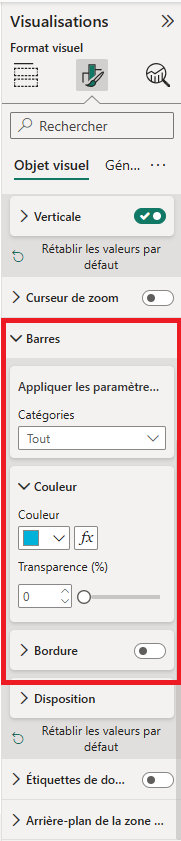 Visualisations
Format visuel
Rechercher
Objet visuel Gén... ...
Verticale
Rétablir les valeurs par
défaut
Curseur de zoom
Barres
Appliquer les paramètre...
Catégories
Tout
Couleur
Couleur
fx
Transparence (%)
0
Bordure
Disposition
Rétablir les valeurs par
défaut
Étiquettes de do...
Arrière-plan de la zone ...